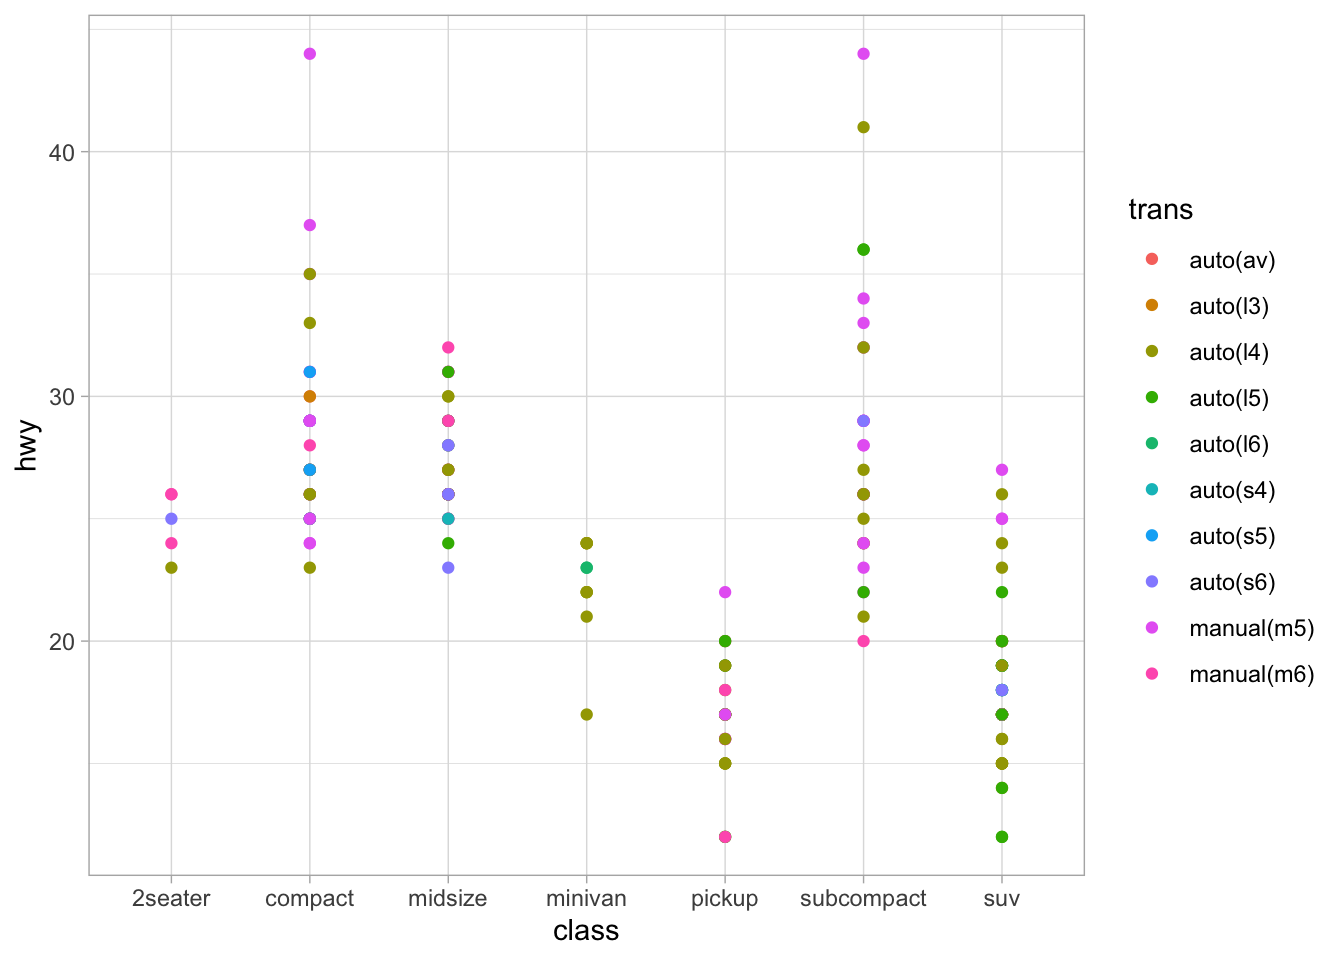 40
30
20
hwy
2seater
compact
midsize
minivan
pickup
subcompact
suv
class
trans
auto(av)
auto(l3)
auto(l4)
auto(l5)
auto(l6)
auto(s4)
auto(s5)
auto(s6)
manual(m5)
manual(m6)